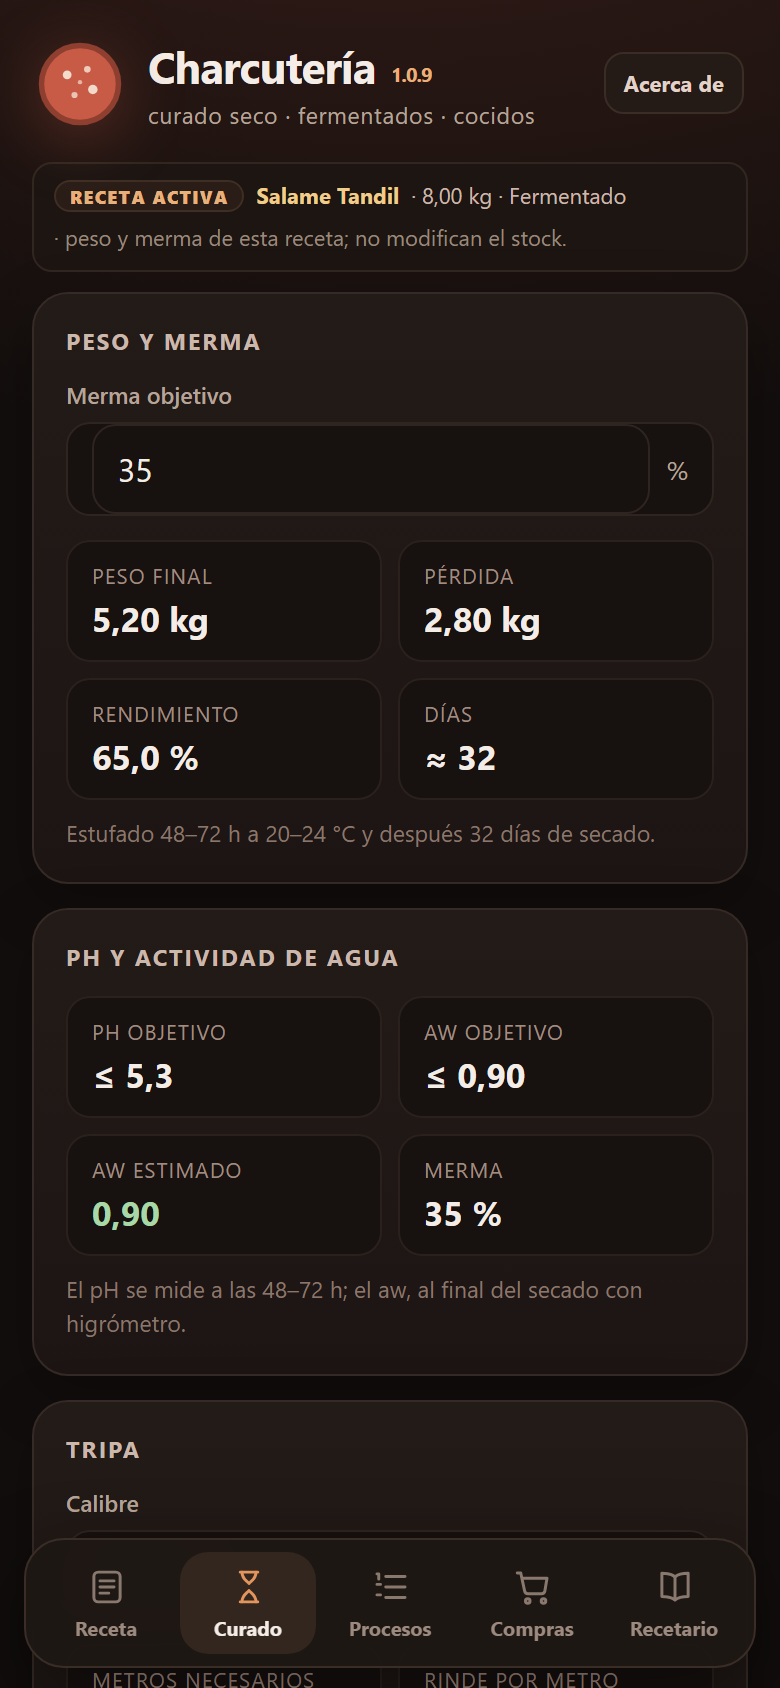 Charcutería 1.0.9
curado seco · fermentados · cocidos
Acerca de
RECETA ACTIVA Salame Tandil · 8,00 kg · Fermentado
· peso y merma de esta receta; no modifican el stock.
PESO Y MERMA
Merma objetivo
35 %
PESO FINAL
5,20 kg
PÉRDIDA
2,80 kg
RENDIMIENTO
65,0 %
DÍAS
≈ 32
Estufado 48–72 h a 20–24 °C y después 32 días de secado.
PH Y ACTIVIDAD DE AGUA
PH OBJETIVO
≤ 5,3
AW OBJETIVO
≤ 0,90
AW ESTIMADO
0,90
MERMA
35 %
El pH se mide a las 48–72 h; el aw, al final del secado con
higrómetro.
TRIPA
Calibre
Receta
Curado
Procesos
Compras
Recetario
METROS NECESARIOS
RINDE POR METRO